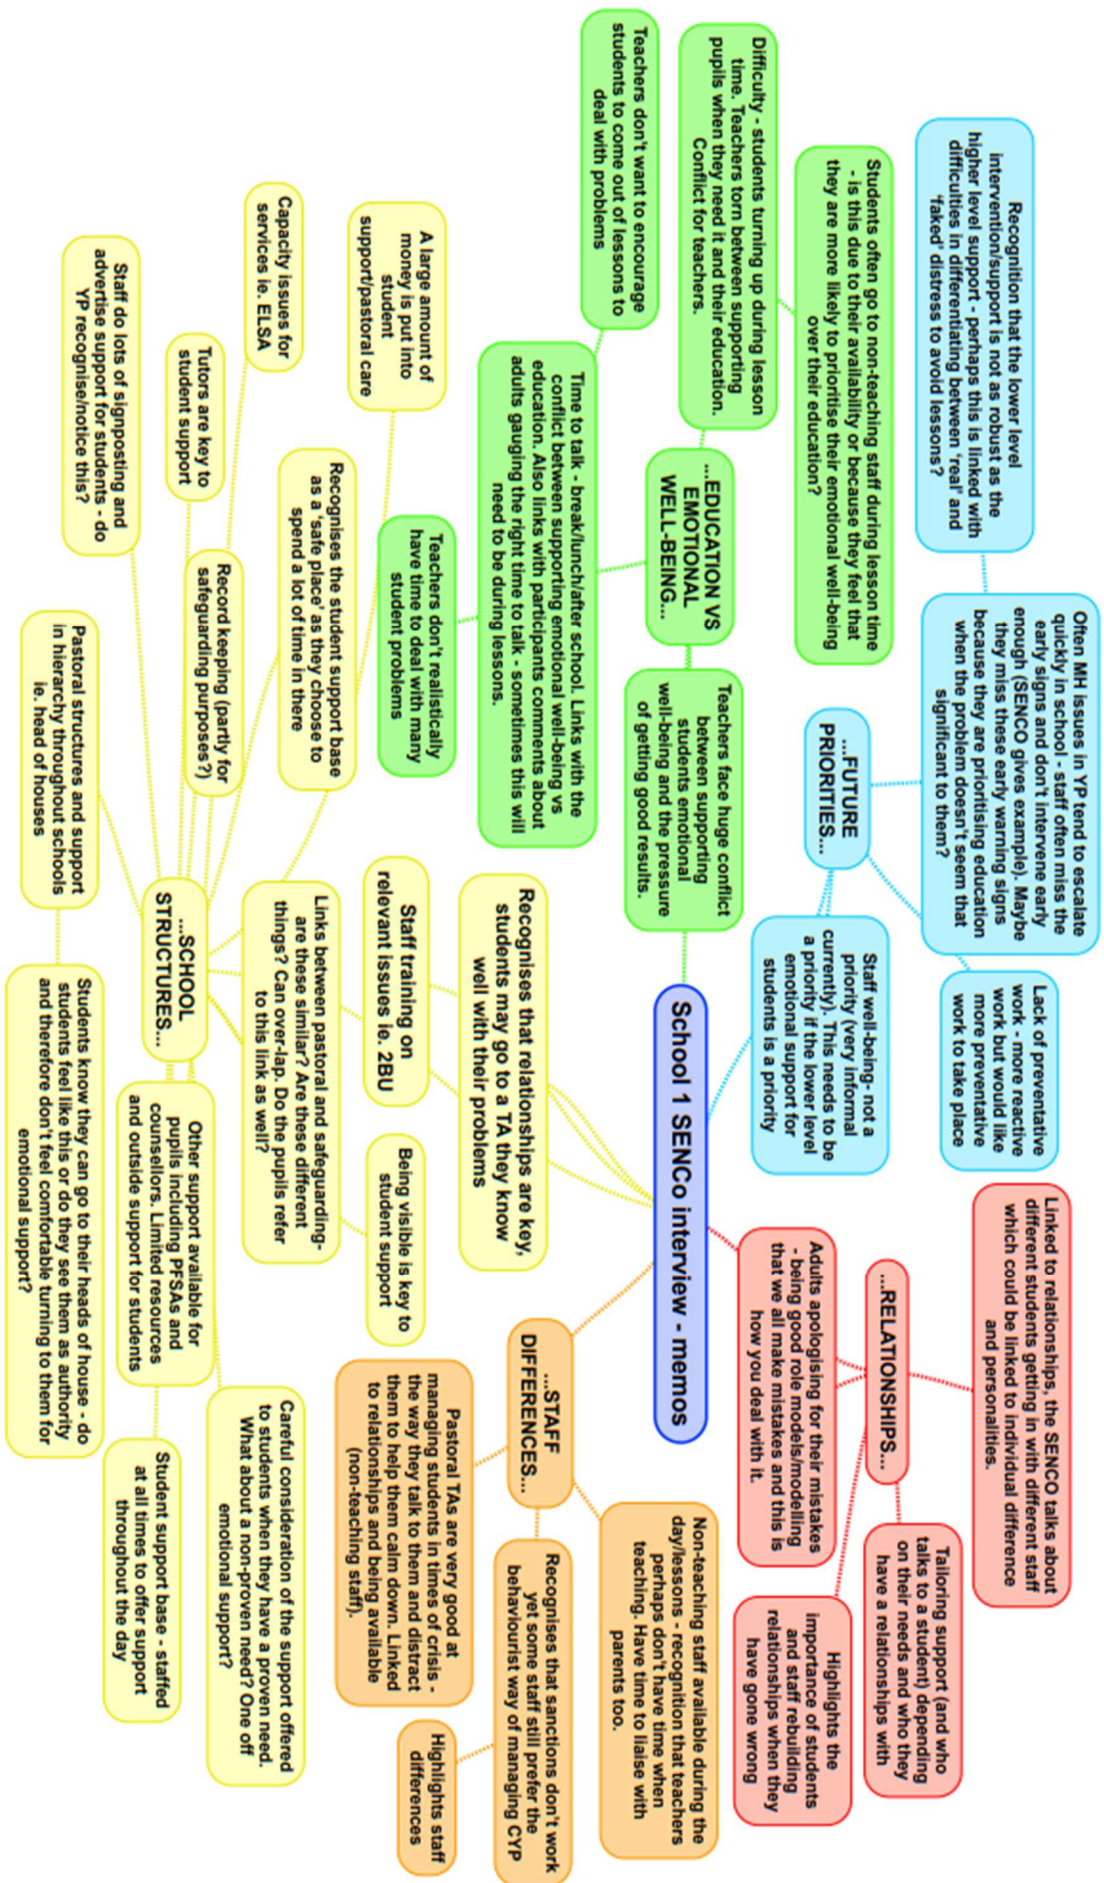 School 1 SENCo interview - memos
...FUTURE
PRIORITIES...
Recognition that the lower level
intervention/support is not as robust as the
higher level support - perhaps this is linked with
difficulties in differentiating between 'real' and
'faked' distress to avoid lessons?
Often MH issues in YP tend to escalate
quickly in school - staff often miss the
early signs and don't intervene early
enough (SENCO gives example). Maybe
they miss these early warning signs
because they are prioritising education
when the problem doesn't seem that
significant to them?
Lack of preventative
work - more reactive
work but would like
more preventative
work to take place
Staff well-being- not a
priority (very informal
currently). This needs to be
a priority if the lower level
emotional support for
students is a priority
...RELATIONSHIPS...
Linked to relationships, the SENCO talks about
different students getting in with different staff
which could be linked to individual difference
and personalities.
Tailoring support (and who
talks to a student) depending
on their needs and who they
have a relationships with
Adults apologising for their mistakes
- being good role models/modelling
that we all make mistakes and this is
how you deal with it.
Highlights the
importance of students
and staff rebuilding
relationships when they
have gone wrong
...EDUCATION VS
EMOTIONAL
WELL-BEING...
Students often go to non-teaching staff during lesson time
- is this due to their availability or because they feel that
they are more likely to prioritise their emotional well-being
over their education?
Difficulty - students turning up during lesson
time. Teachers torn between supporting
pupils when they need it and their education.
Conflict for teachers.
Teachers don't want to encourage
students to come out of lessons to
deal with problems
Teachers face huge conflict
between supporting
students emotional
well-being and the pressure
of getting good results.
Time to talk - break/lunch/after school. Links with the
conflict between supporting emotional well-being vs
education. Also links with participants comments about
adults gauging the right time to talk - sometimes this will
need to be during lessons.
Teachers don't realistically
have time to deal with many
student problems
...STAFF
DIFFERENCES...
Non-teaching staff available during the
day/lessons - recognition that teachers
perhaps don't have time when
teaching. Have time to liaise with
parents too.
Recognises that sanctions don't work
yet some staff still prefer the
behaviourist way of managing CYP
Highlights staff
differences
Pastoral TAs are very good at
managing students in times of crisis -
the way they talk to them and distract
them to help them calm down. Linked
to relationships and being available
(non-teaching staff).
...SCHOOL
STRUCTURES...
Recognises that relationships are key,
students may go to a TA they know
well with their problems
Staff training on
relevant issues ie. 2BU
Being visible is key to
student support
Links between pastoral and safeguarding-
are these similar? Are these different
things? Can over-lap. Do the pupils refer
to this link as well?
A large amount of
money is put into
student
support/pastoral care
Recognises the student support base
as a 'safe place' as they choose to
spend a lot of time in there
Capacity issues for
services ie. ELSA
Record keeping (partly for
safeguarding purposes?)
Tutors are key to
student support
Staff do lots of signposting and
advertise support for students - do
YP recognise/notice this?
Pastoral structures and support
in hierarchy throughout schools
ie. head of houses
Students know they can go to their heads of house - do
students feel like this or do they see them as authority
and therefore don't feel comfortable turning to them for
emotional support?
Other support available for
pupils including PFSAs and
counsellors. Limited resources
and outside support for students
Careful consideration of the support offered
to students when they have a proven need.
What about a non-proven need? One off
emotional support?
Student support base - staffed
at all times to offer support
throughout the day